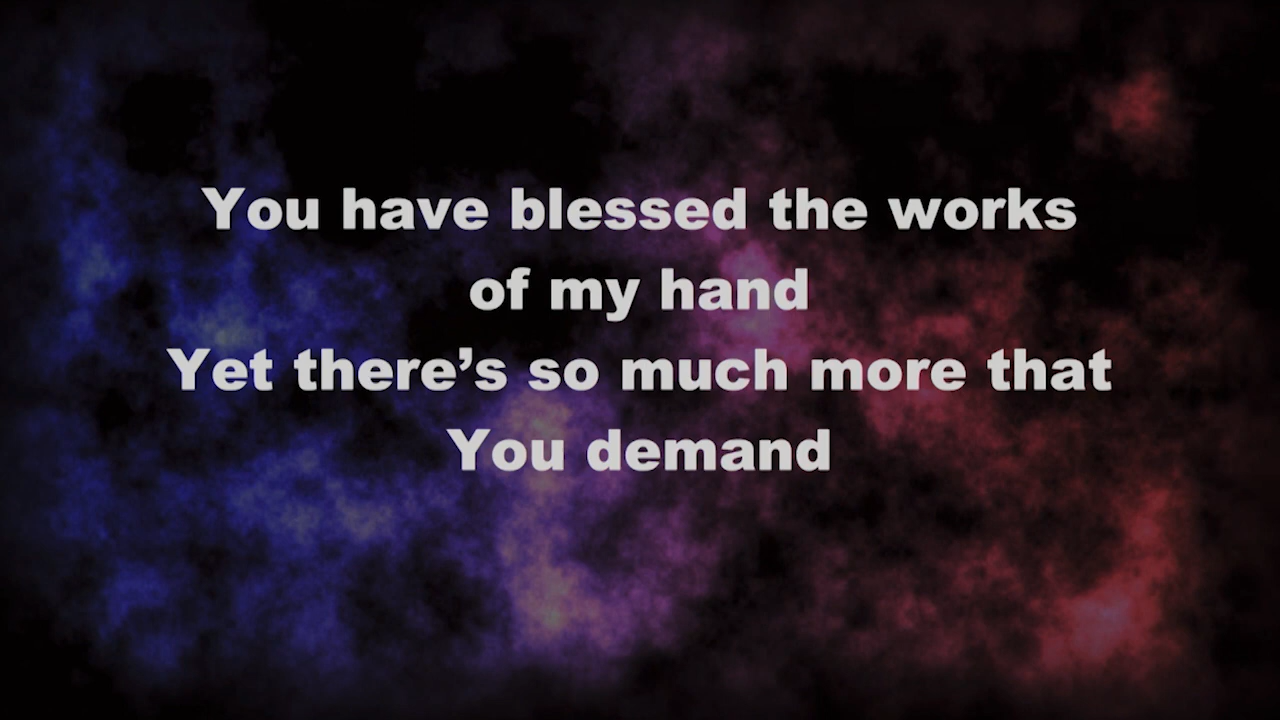 You have blessed the works
of my hand
Yet there’s so much more that
You demand